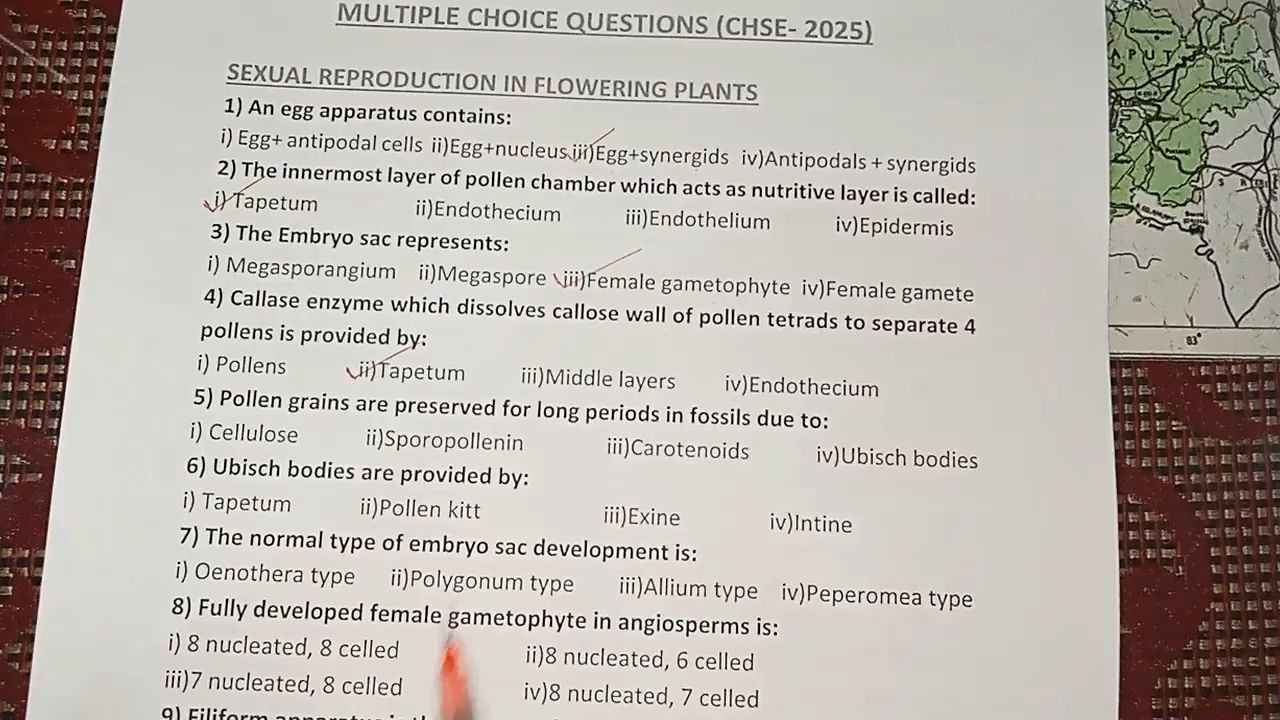 MULTIPLE CHOICE QUESTIONS (CHSE- 2025)
SEXUAL REPRODUCTION IN FLOWERING PLANTS
1) An egg apparatus contains:
i) Egg+ antipodal cells ii)Egg+nucleus iii)Egg+synergids iv)Antipodals + synergids
2) The innermost layer of pollen chamber which acts as nutritive layer is called:
i) Tapetum ii)Endothecium iii)Endothelium iv)Epidermis
3) The Embryo sac represents:
i) Megasporangium ii)Megaspore iii)Female gametophyte iv)Female gamete
4) Callase enzyme which dissolves callose wall of pollen tetrads to separate 4
pollens is provided by:
i) Pollens ii)Tapetum iii)Middle layers iv)Endothecium
5) Pollen grains are preserved for long periods in fossils due to:
i) Cellulose ii)Sporopollenin iii)Carotenoids iv)Ubisch bodies
6) Ubisch bodies are provided by:
i) Tapetum ii)Pollen kitt iii)Exine iv)Intine
7) The normal type of embryo sac development is:
i) Oenothera type ii)Polygonum type iii)Allium type iv)Peperomea type
8) Fully developed female gametophyte in angiosperms is:
i) 8 nucleated, 8 celled ii)8 nucleated, 6 celled
iii)7 nucleated, 8 celled iv)8 nucleated, 7 celled
9) Filiform apparatus is
83°